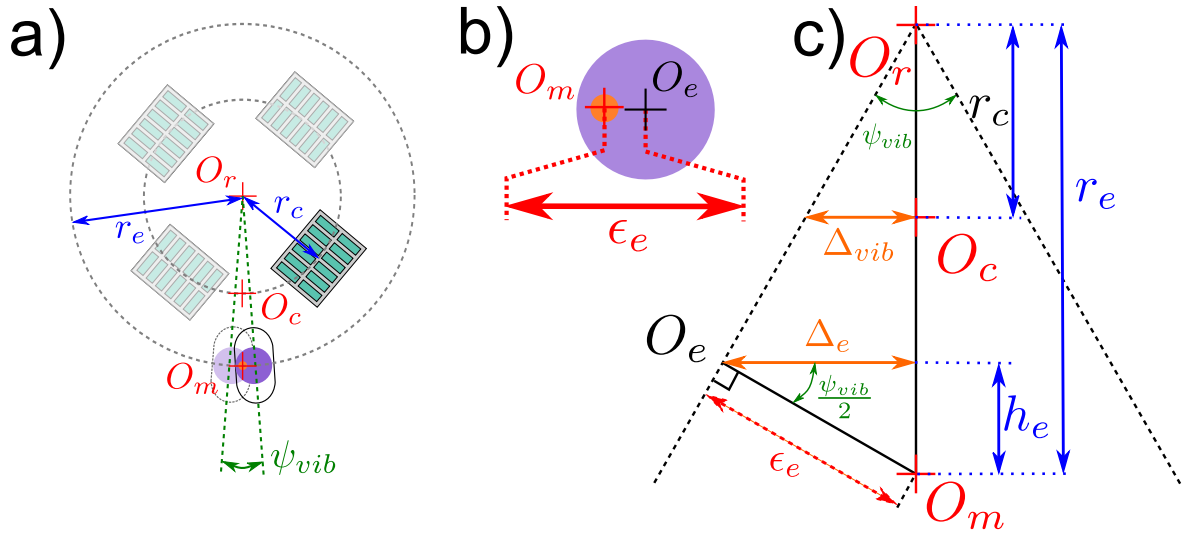 a)
O_r
r_c
r_e
O_c
O_m
ψ_vib
b)
O_m
O_e
ϵ_e
c)
O_r
r_c
ψ_vib
r_e
Δ_vib
O_c
O_e
Δ_e
ψ_vib/2
h_e
ϵ_e
O_m